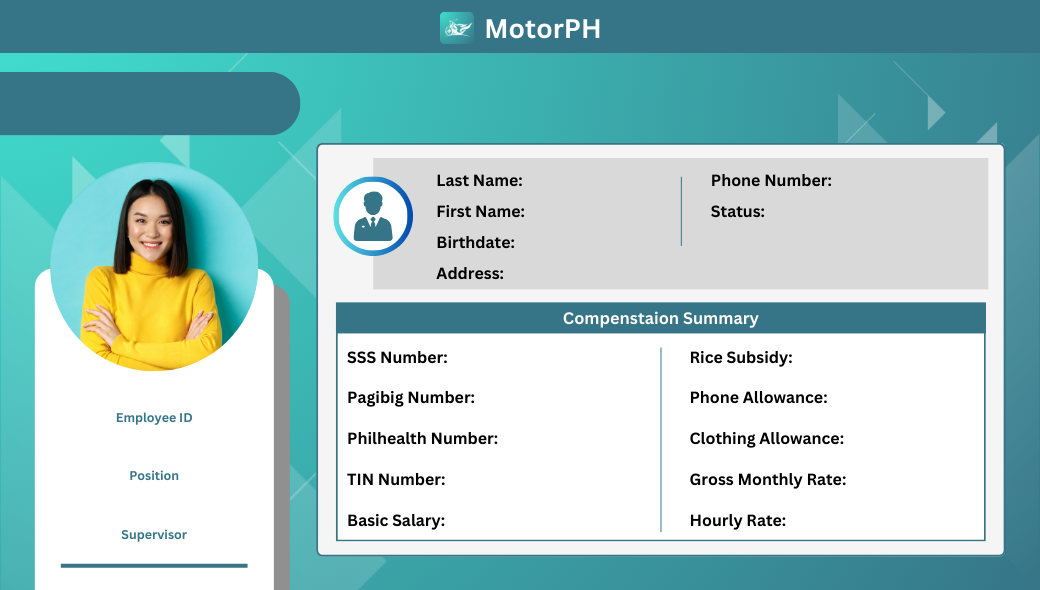 MotorPH
Employee ID
Position
Supervisor
Last Name:
First Name:
Birthdate:
Address:
Phone Number:
Status:
Compenstaion Summary
SSS Number:
Pagibig Number:
Philhealth Number:
TIN Number:
Basic Salary:
Rice Subsidy:
Phone Allowance:
Clothing Allowance:
Gross Monthly Rate:
Hourly Rate: